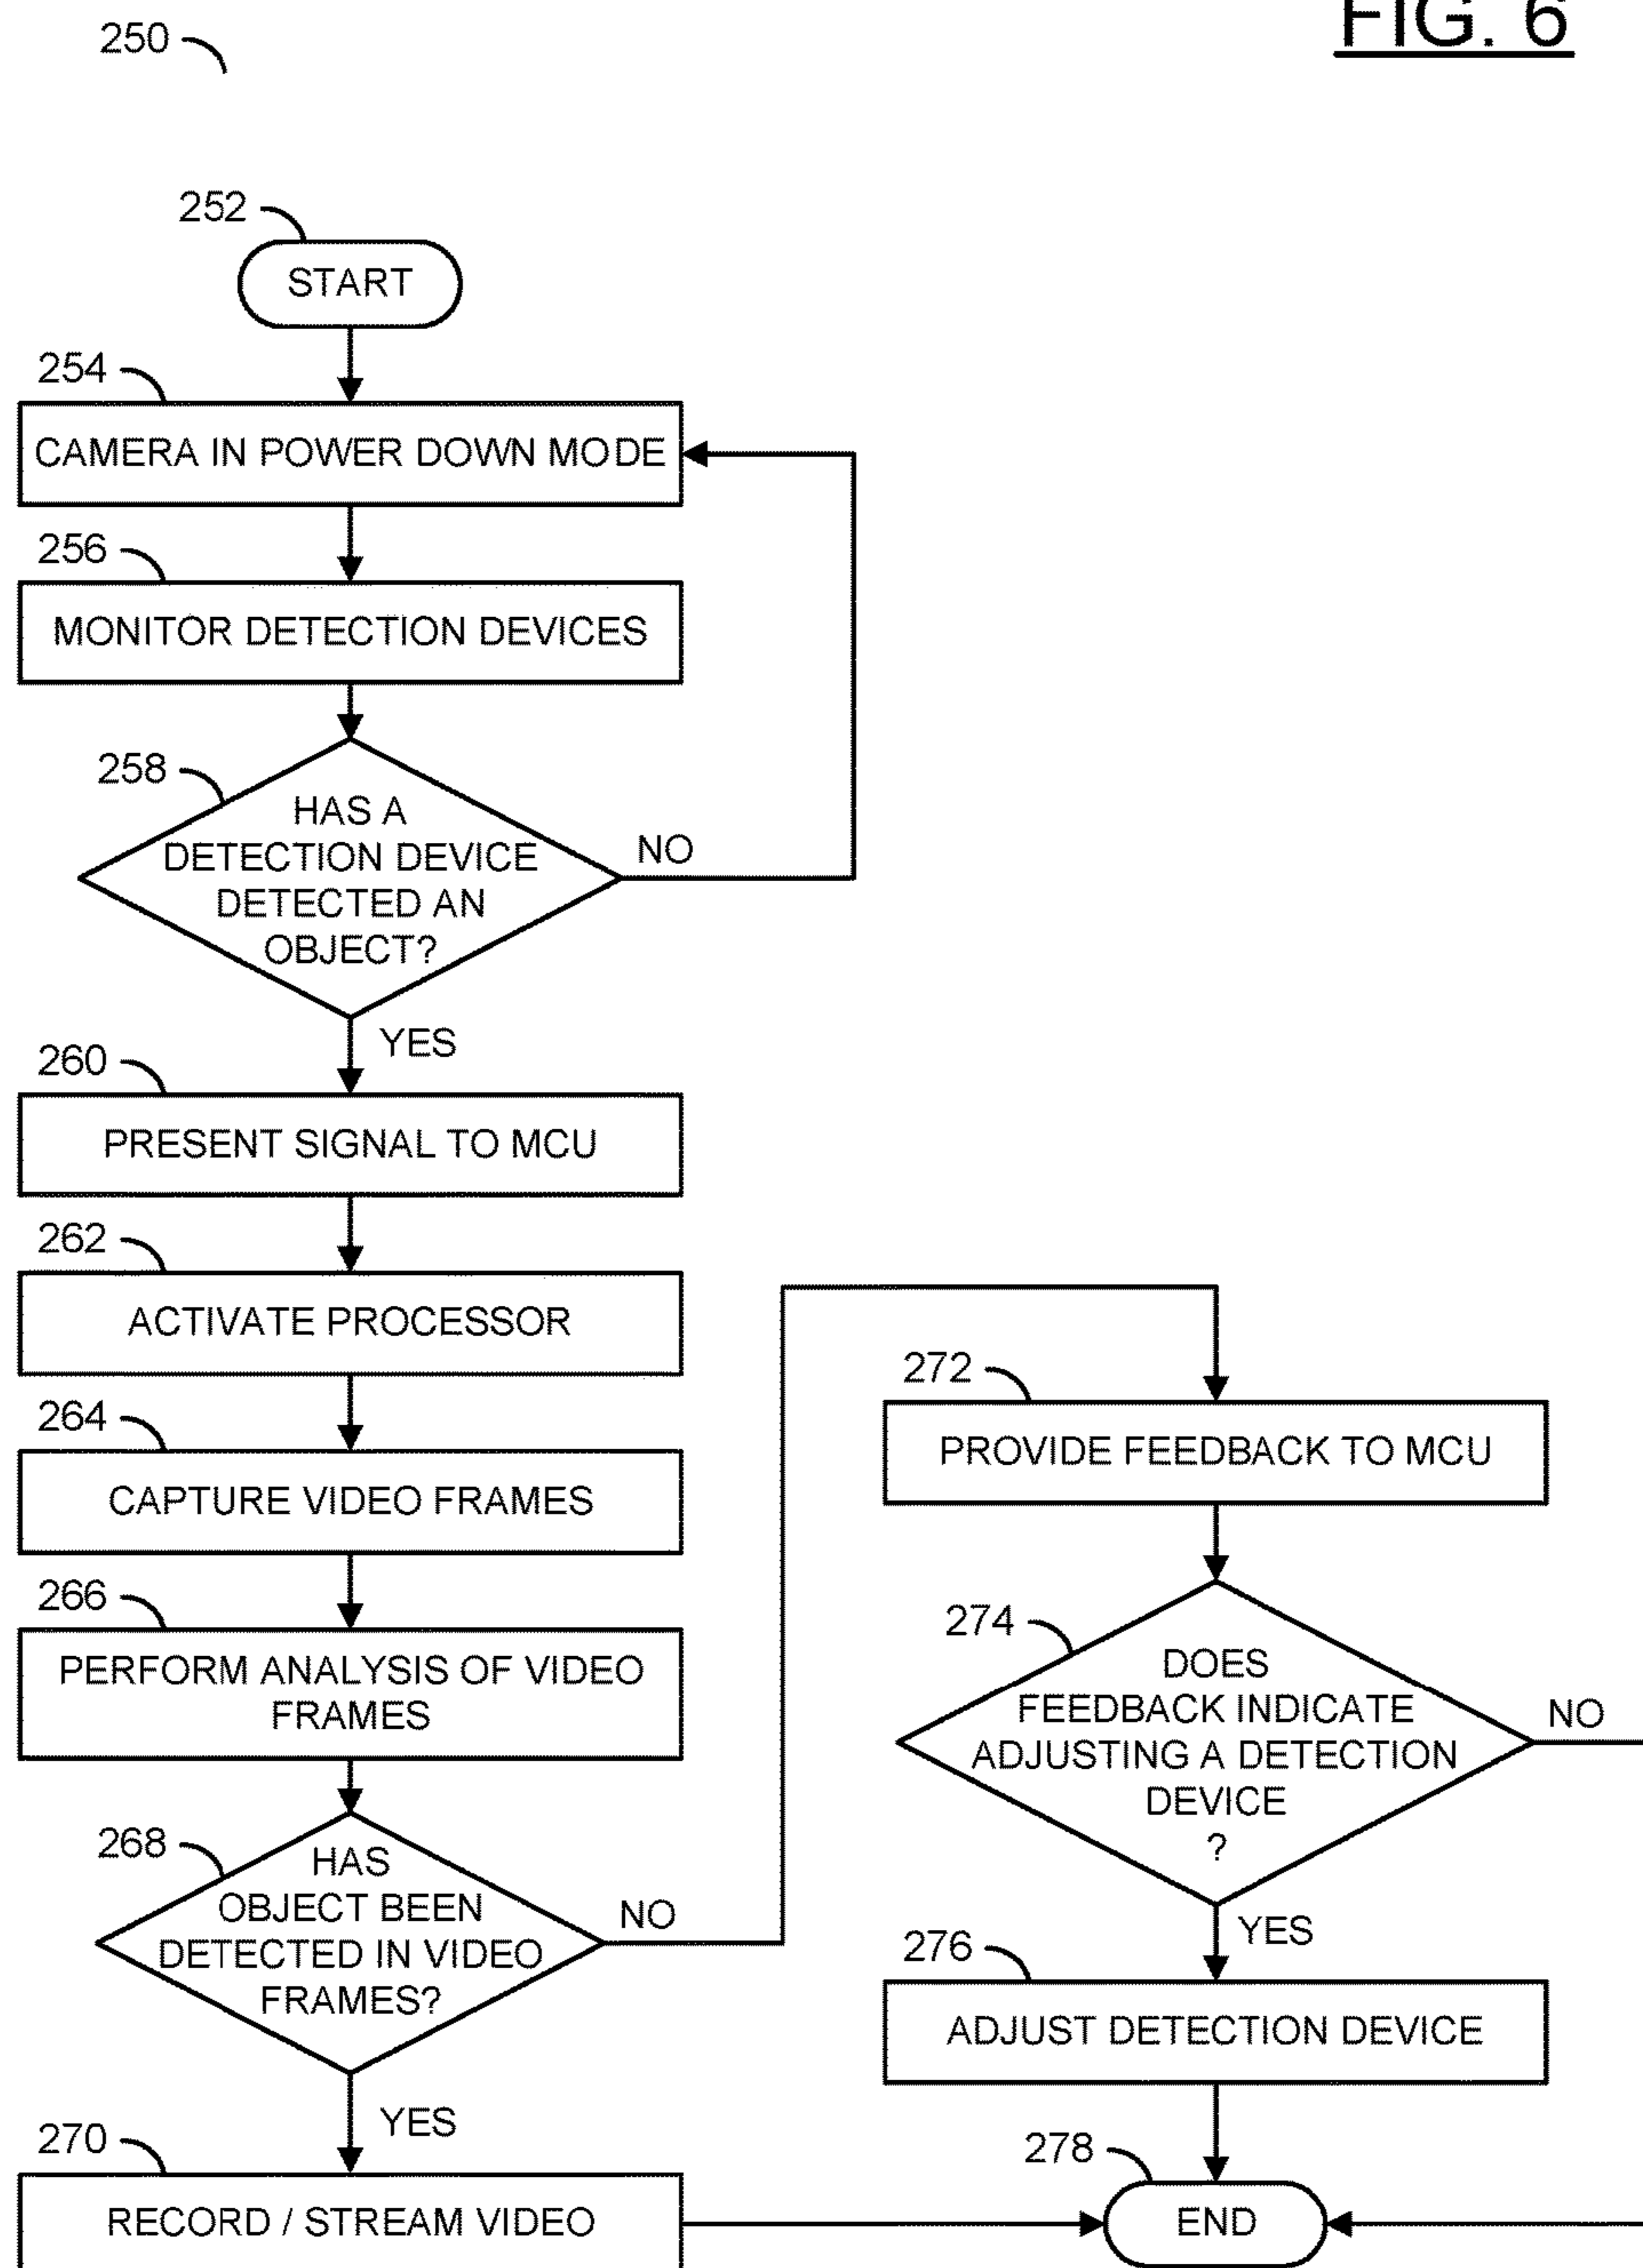 FIG. 6
250
252
START
254
CAMERA IN POWER DOWN MODE
256
MONITOR DETECTION DEVICES
258
HAS A
DETECTION DEVICE
DETECTED AN
OBJECT?
NO
YES
260
PRESENT SIGNAL TO MCU
262
ACTIVATE PROCESSOR
264
CAPTURE VIDEO FRAMES
266
PERFORM ANALYSIS OF VIDEO
FRAMES
268
HAS
OBJECT BEEN
DETECTED IN VIDEO
FRAMES?
NO
YES
270
RECORD / STREAM VIDEO
272
PROVIDE FEEDBACK TO MCU
274
DOES
FEEDBACK INDICATE
ADJUSTING A DETECTION
DEVICE
?
NO
YES
276
ADJUST DETECTION DEVICE
278
END